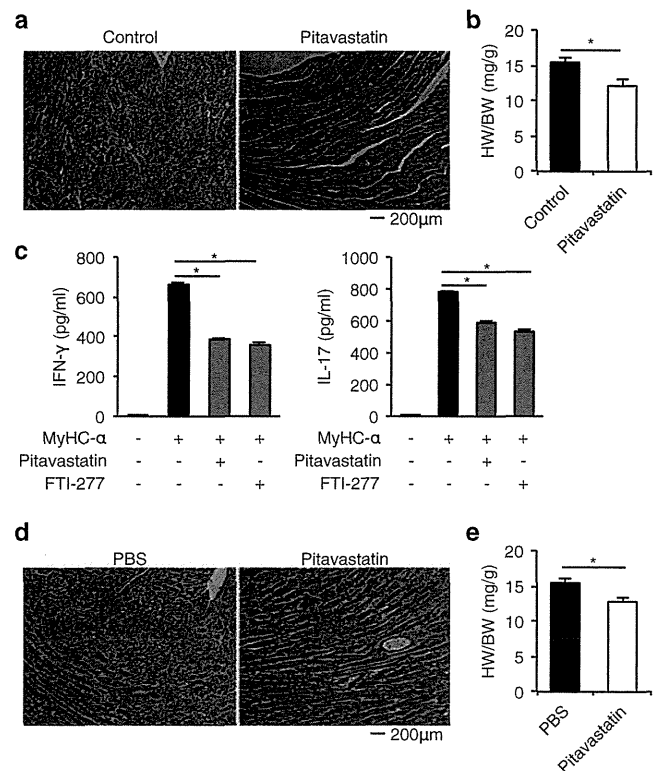 a
Control
Pitavastatin
200μm
b
HW/BW (mg/g)
20
15
10
5
0
*
Control
Pitavastatin
c
IFN-γ (pg/ml)
800
600
400
200
0
*
*
MyHC-α - + + +
Pitavastatin - - + -
FTI-277 - - - +
IL-17 (pg/ml)
1000
800
600
400
200
0
*
*
MyHC-α - + + +
Pitavastatin - - + -
FTI-277 - - - +
d
PBS
Pitavastatin
200μm
e
HW/BW (mg/g)
20
15
10
5
0
*
PBS
Pitavastatin